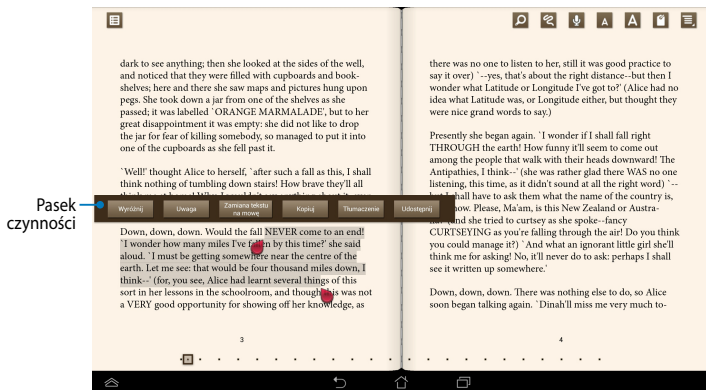 dark to see anything; then she looked at the sides of the well,
and noticed that they were filled with cupboards and book-
shelves; here and there she saw maps and pictures hung upon
pegs. She took down a jar from one of the shelves as she
passed; it was labelled `ORANGE MARMALADE', but to her
great disappointment it was empty: she did not like to drop
the jar for fear of killing somebody, so managed to put it into
one of the cupboards as she fell past it.
`Well!' thought Alice to herself, `after such a fall as this, I shall
think nothing of tumbling down stairs! How brave they'll all
Pasek
czynności
Wyróżnij
Uwaga
Zamiana tekstu
na mowę
Kopiuj
Tłumaczenie
Udostępnij
Down, down, down. Would the fall NEVER come to an end!
`I wonder how many miles I've fallen by this time?' she said
aloud. `I must be getting somewhere near the centre of the
earth. Let me see: that would be four thousand miles down, I
think--' (for, you see, Alice had learnt several things of this
sort in her lessons in the schoolroom, and though this was not
a VERY good opportunity for showing off her knowledge, as
3
there was no one to listen to her, still it was good practice to
say it over) `--yes, that's about the right distance--but then I
wonder what Latitude or Longitude I've got to?' (Alice had no
idea what Latitude was, or Longitude either, but thought they
were nice grand words to say.)
Presently she began again. `I wonder if I shall fall right
THROUGH the earth! How funny it'll seem to come out
among the people that walk with their heads downward! The
Antipathies, I think--' (she was rather glad there WAS no one
listening, this time, as it didn't sound at all the right word) `--
but I shall have to ask them what the name of the country is,
know. Please, Ma'am, is this New Zealand or Austra-
(and she tried to curtsey as she spoke--fancy
CURTSEYING as you're falling through the air! Do you think
you could manage it?) `And what an ignorant little girl she'll
think me for asking! No, it'll never do to ask: perhaps I shall
see it written up somewhere.'
Down, down, down. There was nothing else to do, so Alice
soon began talking again. `Dinah'll miss me very much to-
4